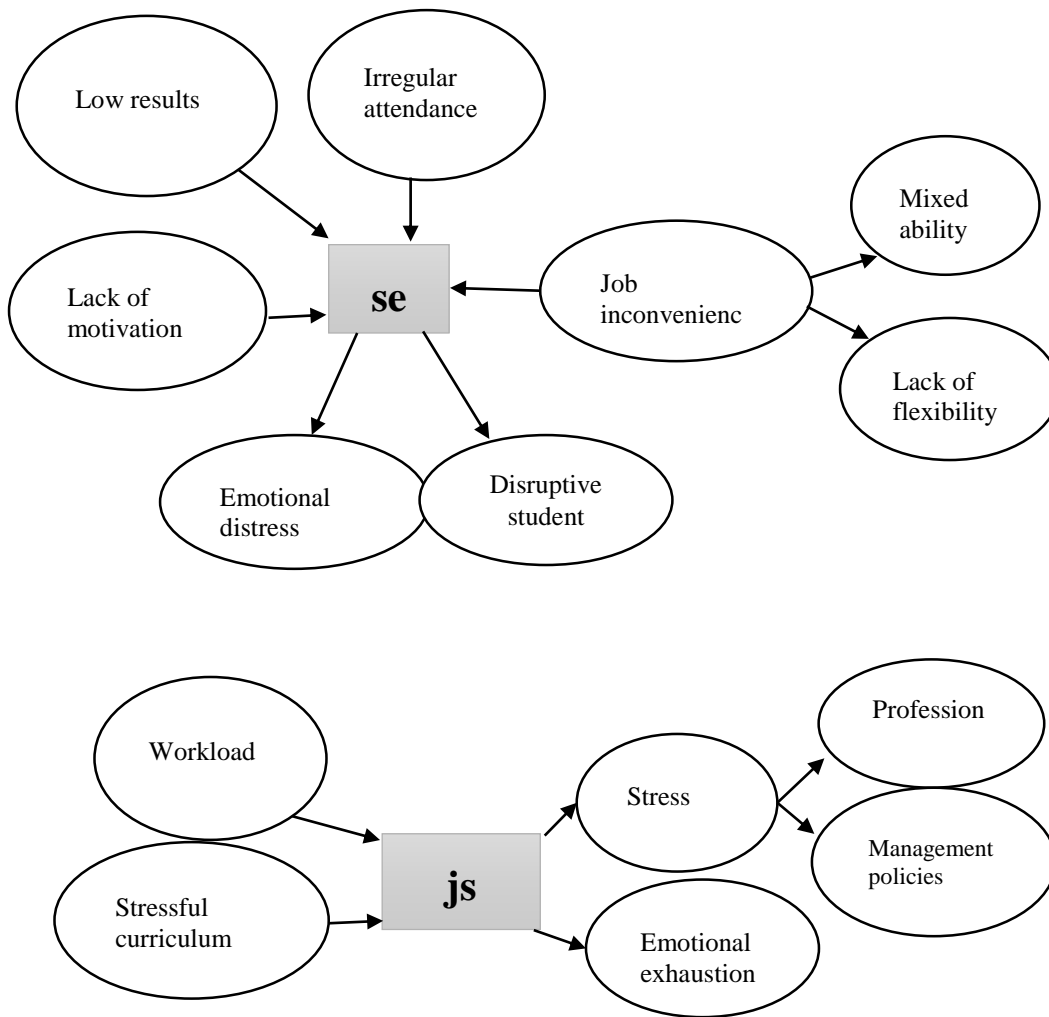 Low results
Irregular
attendance
Mixed
ability
Lack of
motivation
se
Job
inconvenienc
Lack of
flexibility
Emotional
distress
Disruptive
student
Workload
Stress
Profession
Stressful
curriculum
js
Management
policies
Emotional
exhaustion